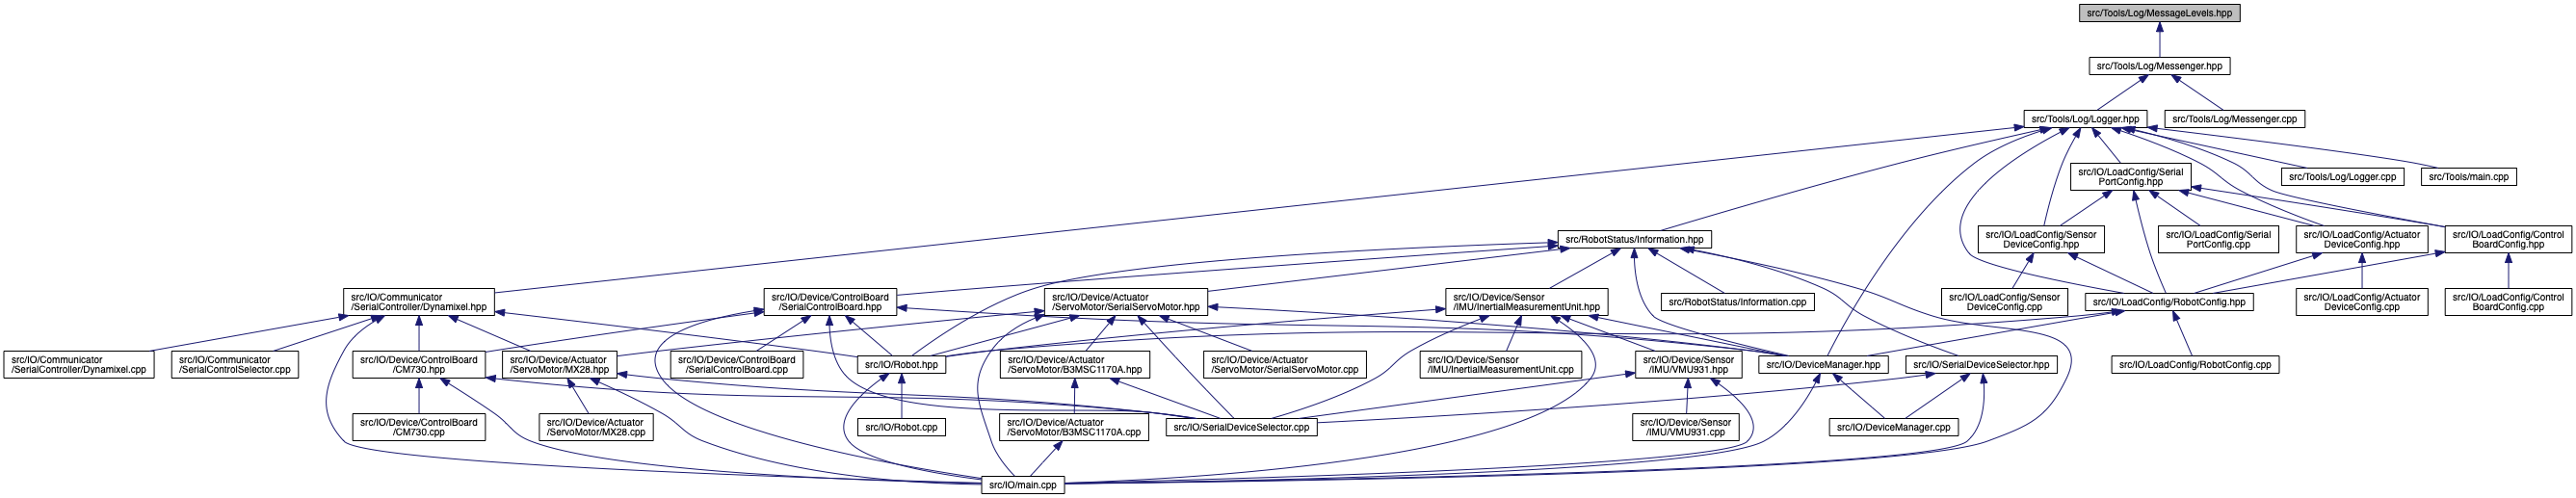 src/Tools/Log/MessageLevels.hpp
src/Tools/Log/Messenger.hpp
src/Tools/Log/Logger.hpp
src/Tools/Log/Messenger.cpp
src/IO/LoadConfig/Serial
PortConfig.hpp
src/Tools/Log/Logger.cpp
src/Tools/main.cpp
src/RobotStatus/Information.hpp
src/IO/LoadConfig/Sensor
DeviceConfig.hpp
src/IO/LoadConfig/Serial
PortConfig.cpp
src/IO/LoadConfig/Actuator
DeviceConfig.hpp
src/IO/LoadConfig/Control
BoardConfig.hpp
src/IO/Communicator
/SerialController/Dynamixel.hpp
src/IO/Device/ControlBoard
/SerialControlBoard.hpp
src/IO/Device/Actuator
/ServoMotor/SerialServoMotor.hpp
src/IO/Device/Sensor
/IMU/InertialMeasurementUnit.hpp
src/RobotStatus/Information.cpp
src/IO/LoadConfig/Sensor
DeviceConfig.cpp
src/IO/LoadConfig/RobotConfig.hpp
src/IO/LoadConfig/Actuator
DeviceConfig.cpp
src/IO/LoadConfig/Control
BoardConfig.cpp
src/IO/Communicator
/SerialController/Dynamixel.cpp
src/IO/Communicator
/SerialControlSelector.cpp
src/IO/Device/ControlBoard
/CM730.hpp
src/IO/Device/Actuator
/ServoMotor/MX28.hpp
src/IO/Device/ControlBoard
/SerialControlBoard.cpp
src/IO/Robot.hpp
src/IO/Device/Actuator
/ServoMotor/B3MSC1170A.hpp
src/IO/Device/Actuator
/ServoMotor/SerialServoMotor.cpp
src/IO/Device/Sensor
/IMU/InertialMeasurementUnit.cpp
src/IO/Device/Sensor
/IMU/VMU931.hpp
src/IO/DeviceManager.hpp
src/IO/SerialDeviceSelector.hpp
src/IO/LoadConfig/RobotConfig.cpp
src/IO/Device/ControlBoard
/CM730.cpp
src/IO/Device/Actuator
/ServoMotor/MX28.cpp
src/IO/Robot.cpp
src/IO/Device/Actuator
/ServoMotor/B3MSC1170A.cpp
src/IO/SerialDeviceSelector.cpp
src/IO/Device/Sensor
/IMU/VMU931.cpp
src/IO/DeviceManager.cpp
src/IO/main.cpp